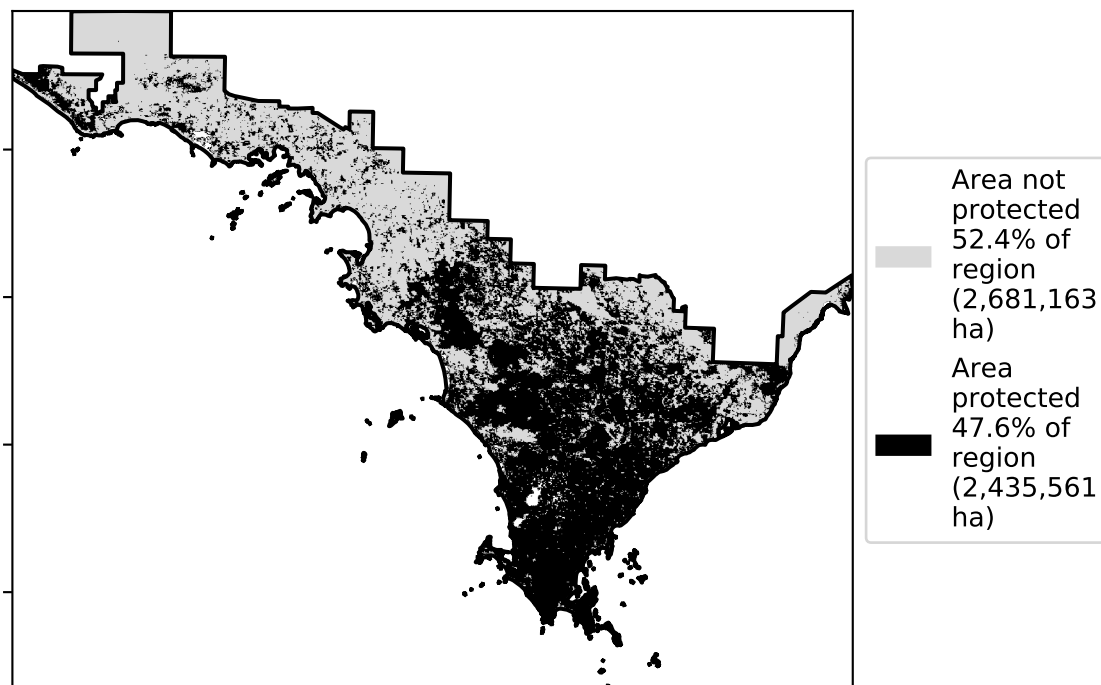 Area not
protected
52.4% of
region
(2,681,163
ha)
Area
protected
47.6% of
region
(2,435,561
ha)